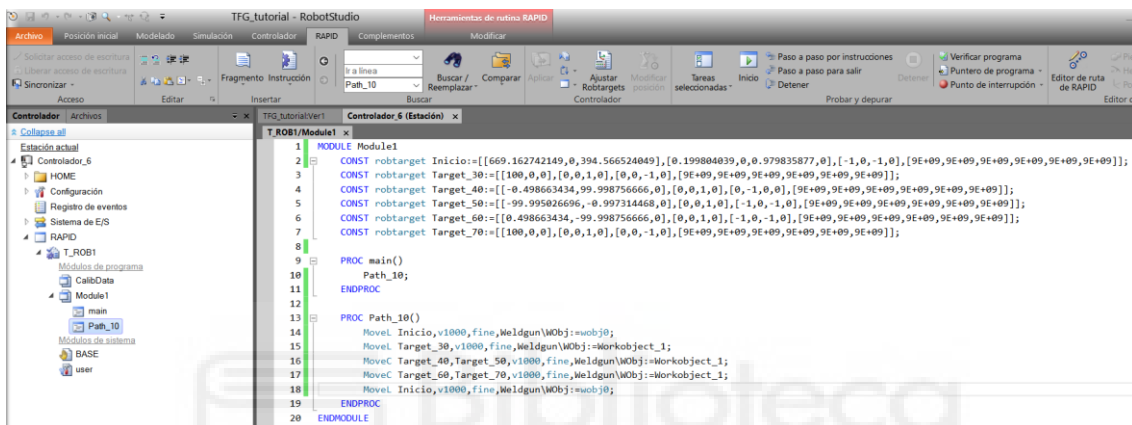 TFG_tutorial - RobotStudio
Herramientas de rutina RAPID
Archivo Posición inicial Modelado Simulación Controlador RAPID Complementos Modificar
Solicitar acceso de escritura
Liberar acceso de escritura
Sincronizar
Fragmento Instrucción
Ir a línea
Path_10
Buscar / Reemplazar
Comparar
Aplicar
Ajustar Robtargets
Modificar posición
Tareas seleccionadas
Inicio
Paso a paso por instrucciones
Paso a paso para salir
Detener
Detener
Verificar programa
Puntero de programa
Punto de interrupción
Editor de ruta de RAPID
Acceso Editar Insertar Buscar Controlador Probar y depurar
Controlador Archivos
TFG_tutorial:Ver1 Controlador_6 (Estación) x
Collapse all
T_ROB1/Module1 x
Estación actual
Controlador_6
HOME
Configuración
Registro de eventos
Sistema de E/S
RAPID
T_ROB1
Módulos de programa
CalibData
Module1
main
Path_10
Módulos de sistema
BASE
user
1 MODULE Module1
2 CONST robtarget Inicio:=[[669.162742149,0,394.566524049],[0.199804039,0,0.979835877,0],[-1,0,-1,0],[9E+09,9E+09,9E+09,9E+09,9E+09,9E+09]];
3 CONST robtarget Target_30:=[[100,0,0],[0,0,1,0],[0,0,-1,0],[9E+09,9E+09,9E+09,9E+09,9E+09,9E+09]];
4 CONST robtarget Target_40:=[[-0.498663434,99.998756666,0],[0,0,1,0],[0,-1,0,0],[9E+09,9E+09,9E+09,9E+09,9E+09,9E+09]];
5 CONST robtarget Target_50:=[[-99.995026696,-0.997314468,0],[0,0,1,0],[-1,0,-1,0],[9E+09,9E+09,9E+09,9E+09,9E+09,9E+09]];
6 CONST robtarget Target_60:=[[0.498663434,-99.998756666,0],[0,0,1,0],[-1,0,-1,0],[9E+09,9E+09,9E+09,9E+09,9E+09,9E+09]];
7 CONST robtarget Target_70:=[[100,0,0],[0,0,1,0],[0,0,-1,0],[9E+09,9E+09,9E+09,9E+09,9E+09,9E+09]];
8
9 PROC main()
10 Path_10;
11 ENDPROC
12
13 PROC Path_10()
14 MoveL Inicio,v1000,fine,Weldgun\WObj:=wobj0;
15 MoveL Target_30,v1000,fine,Weldgun\WObj:=Workobject_1;
16 MoveC Target_40,Target_50,v1000,fine,Weldgun\WObj:=Workobject_1;
17 MoveC Target_60,Target_70,v1000,fine,Weldgun\WObj:=Workobject_1;
18 MoveL Inicio,v1000,fine,Weldgun\WObj:=wobj0;
19 ENDPROC
20 ENDMODULE
Biblioteca